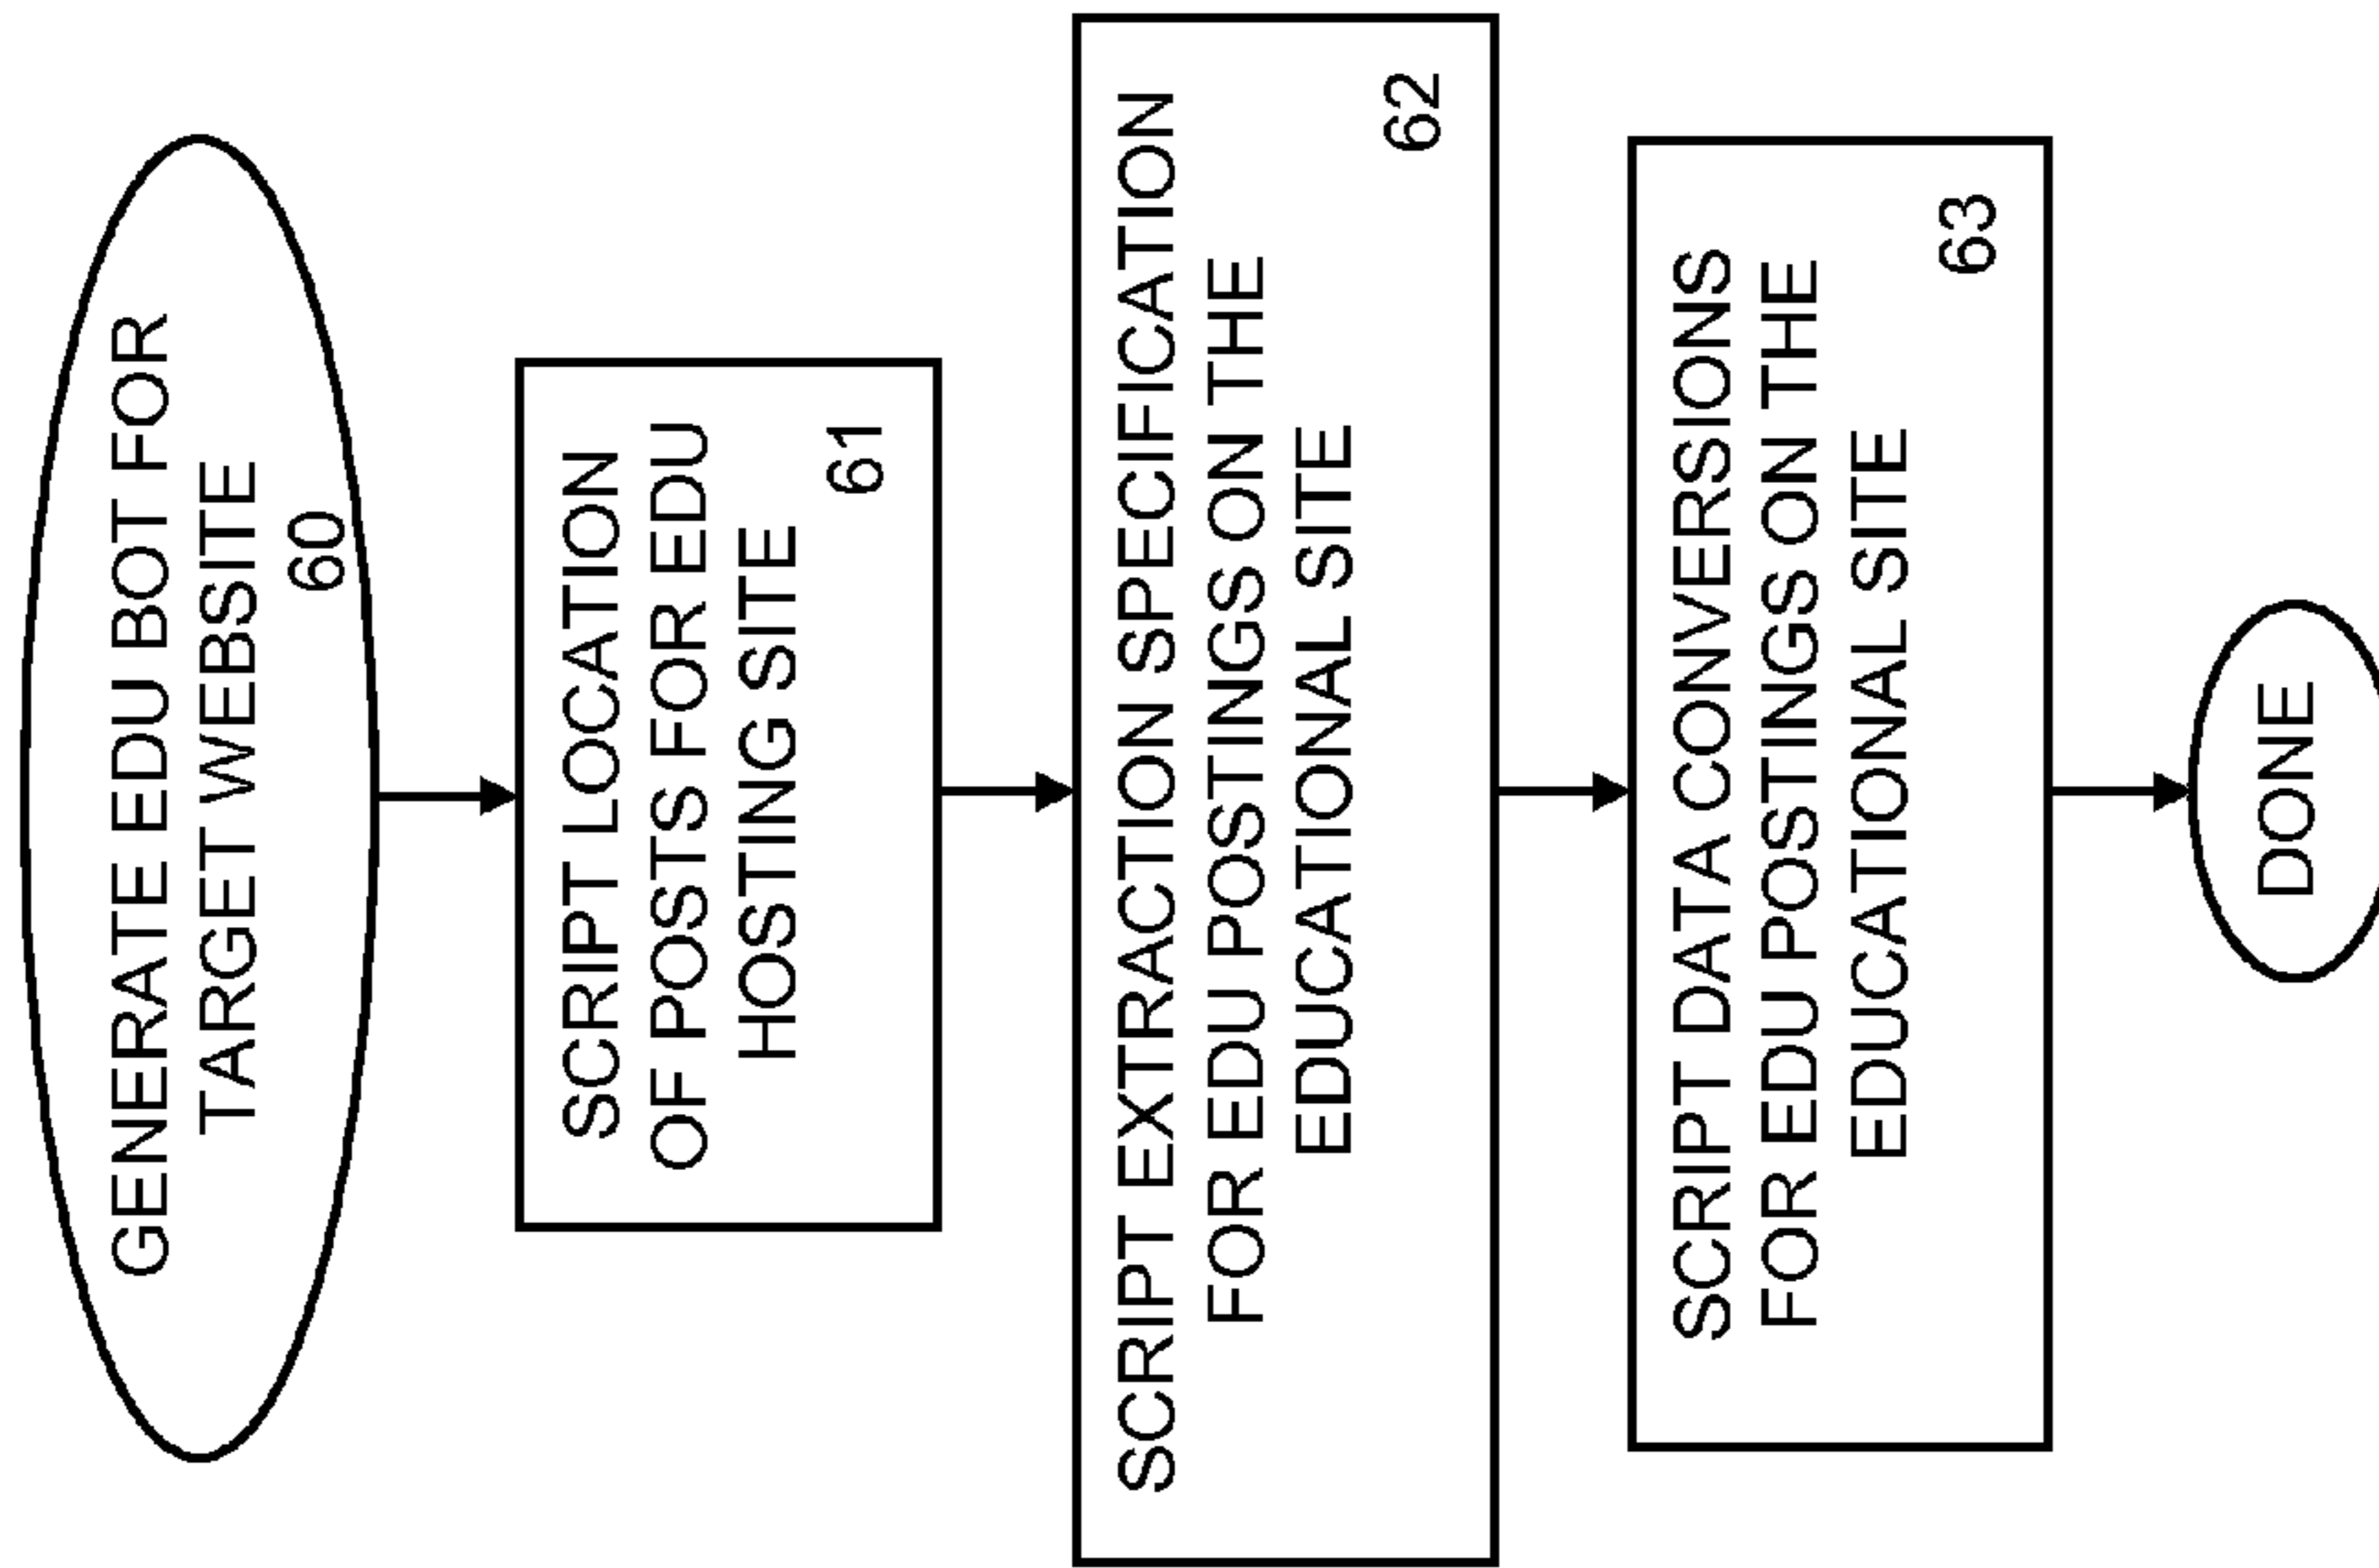 GENERATE EDU BOT FOR
TARGET WEBSITE
60
SCRIPT LOCATION
OF POSTS FOR EDU
HOSTING SITE
61
SCRIPT EXTRACTION SPECIFICATION
FOR EDU POSTINGS ON THE
EDUCATIONAL SITE
62
SCRIPT DATA CONVERSIONS
FOR EDU POSTINGS ON THE
EDUCATIONAL SITE
63
DONE